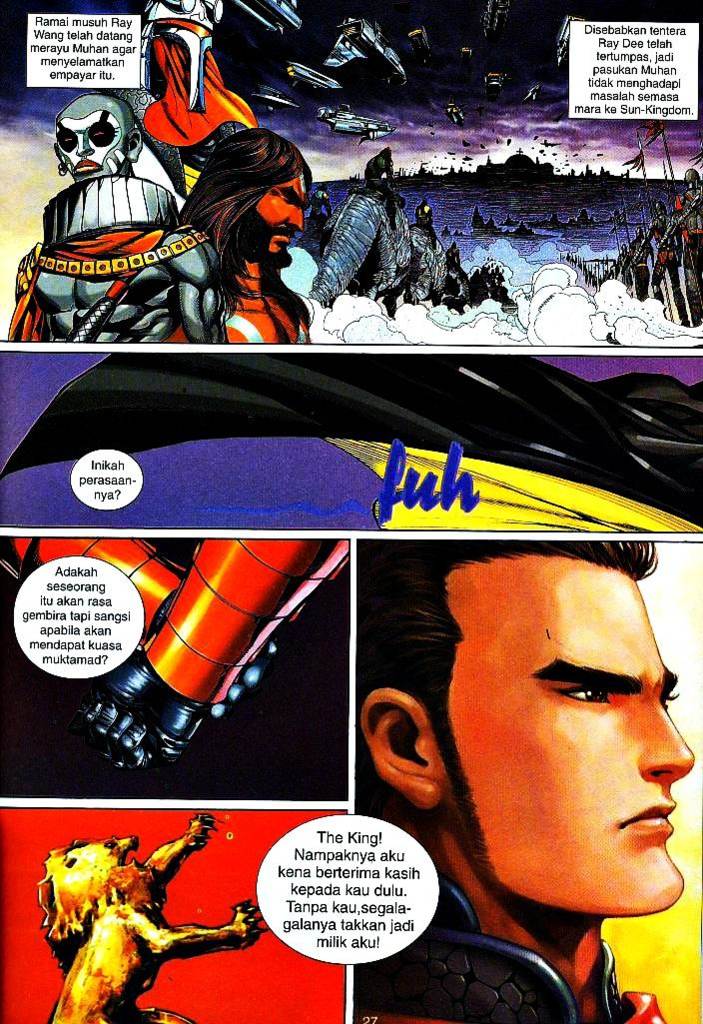 Ramai musuh Ray
Wang telah datang
merayu Muhan agar
menyelamatkan
empayar itu.
Disebabkan tentera
Ray Dee telah
tertumpas, jadi
pasukan Muhan
tidak menghadapi
masalah semasa
mara ke Sun-Kingdom.
Inikah
perasaan-
nya?
fuh
Adakah
seseorang
itu akan rasa
gembira tapi sangsi
apabila akan
mendapat kuasa
muktamad?
The King!
Nampaknya aku
kena berterima kasih
kepada kau dulu.
Tanpa kau,segala-
galanya takkan jadi
milik aku!
27